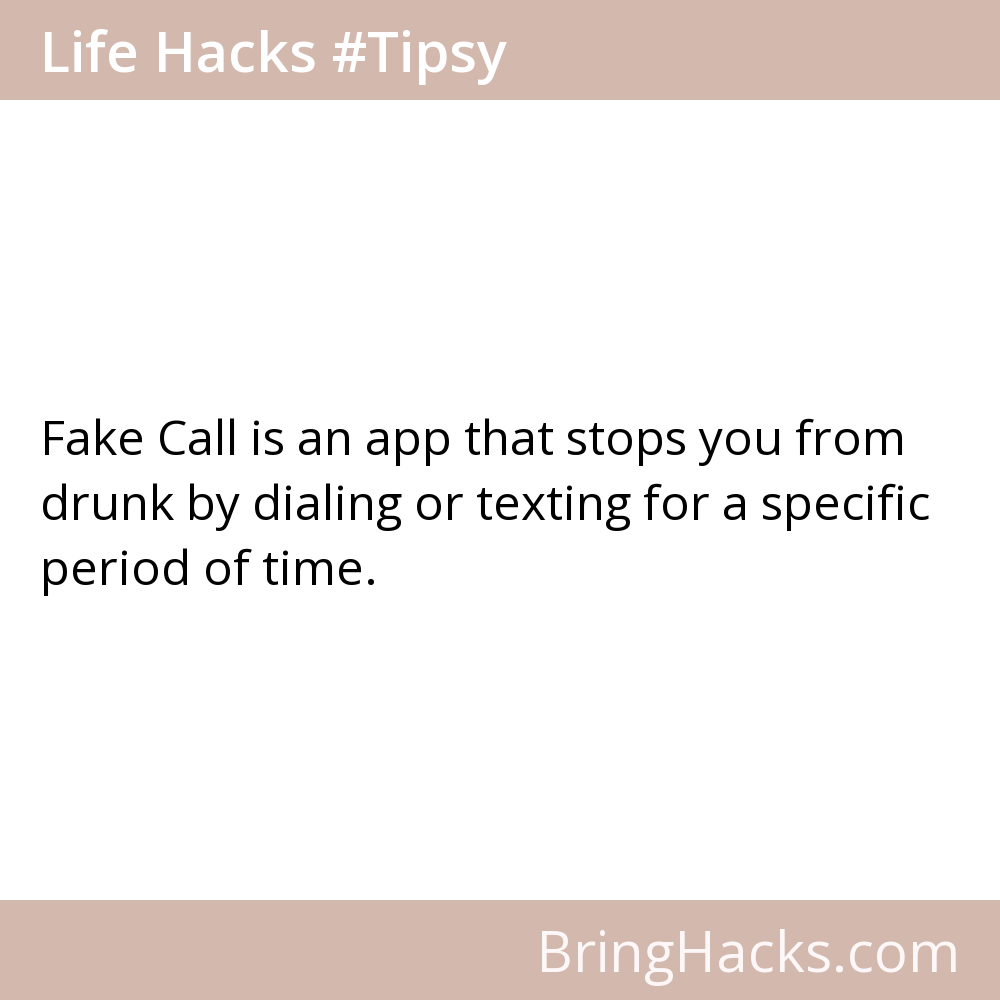 Life Hacks #Tipsy
Fake Call is an app that stops you from
drunk by dialing or texting for a specific
period of time.
BringHacks.com